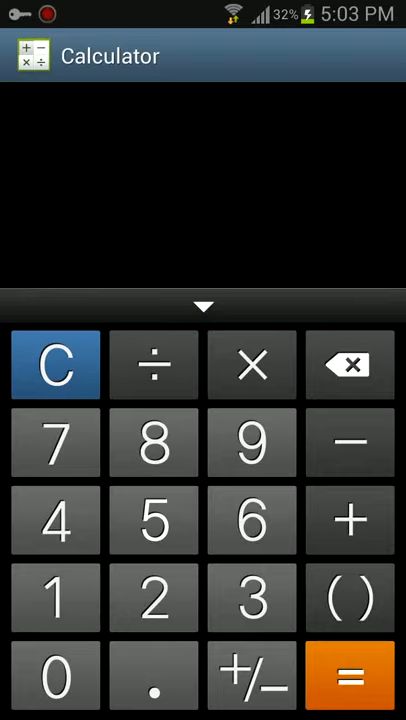 32% 5:03 PM
Calculator
C ÷ ×
7 8 9 −
4 5 6 +
1 2 3 ( )
0 . +/− =